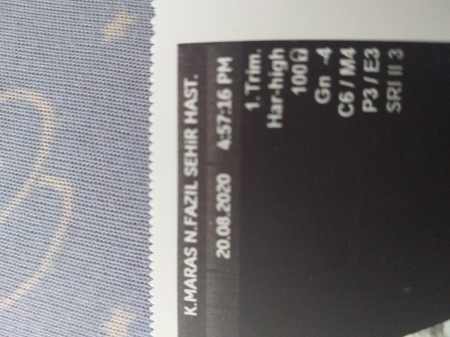 K.MARAS N.FAZIL SEHIR HAST.
20.08.2020 4:57:16 PM
1. Trim.
Har-high
100
Gn -4
C6 / M4
P3 / E3
SRI II 3